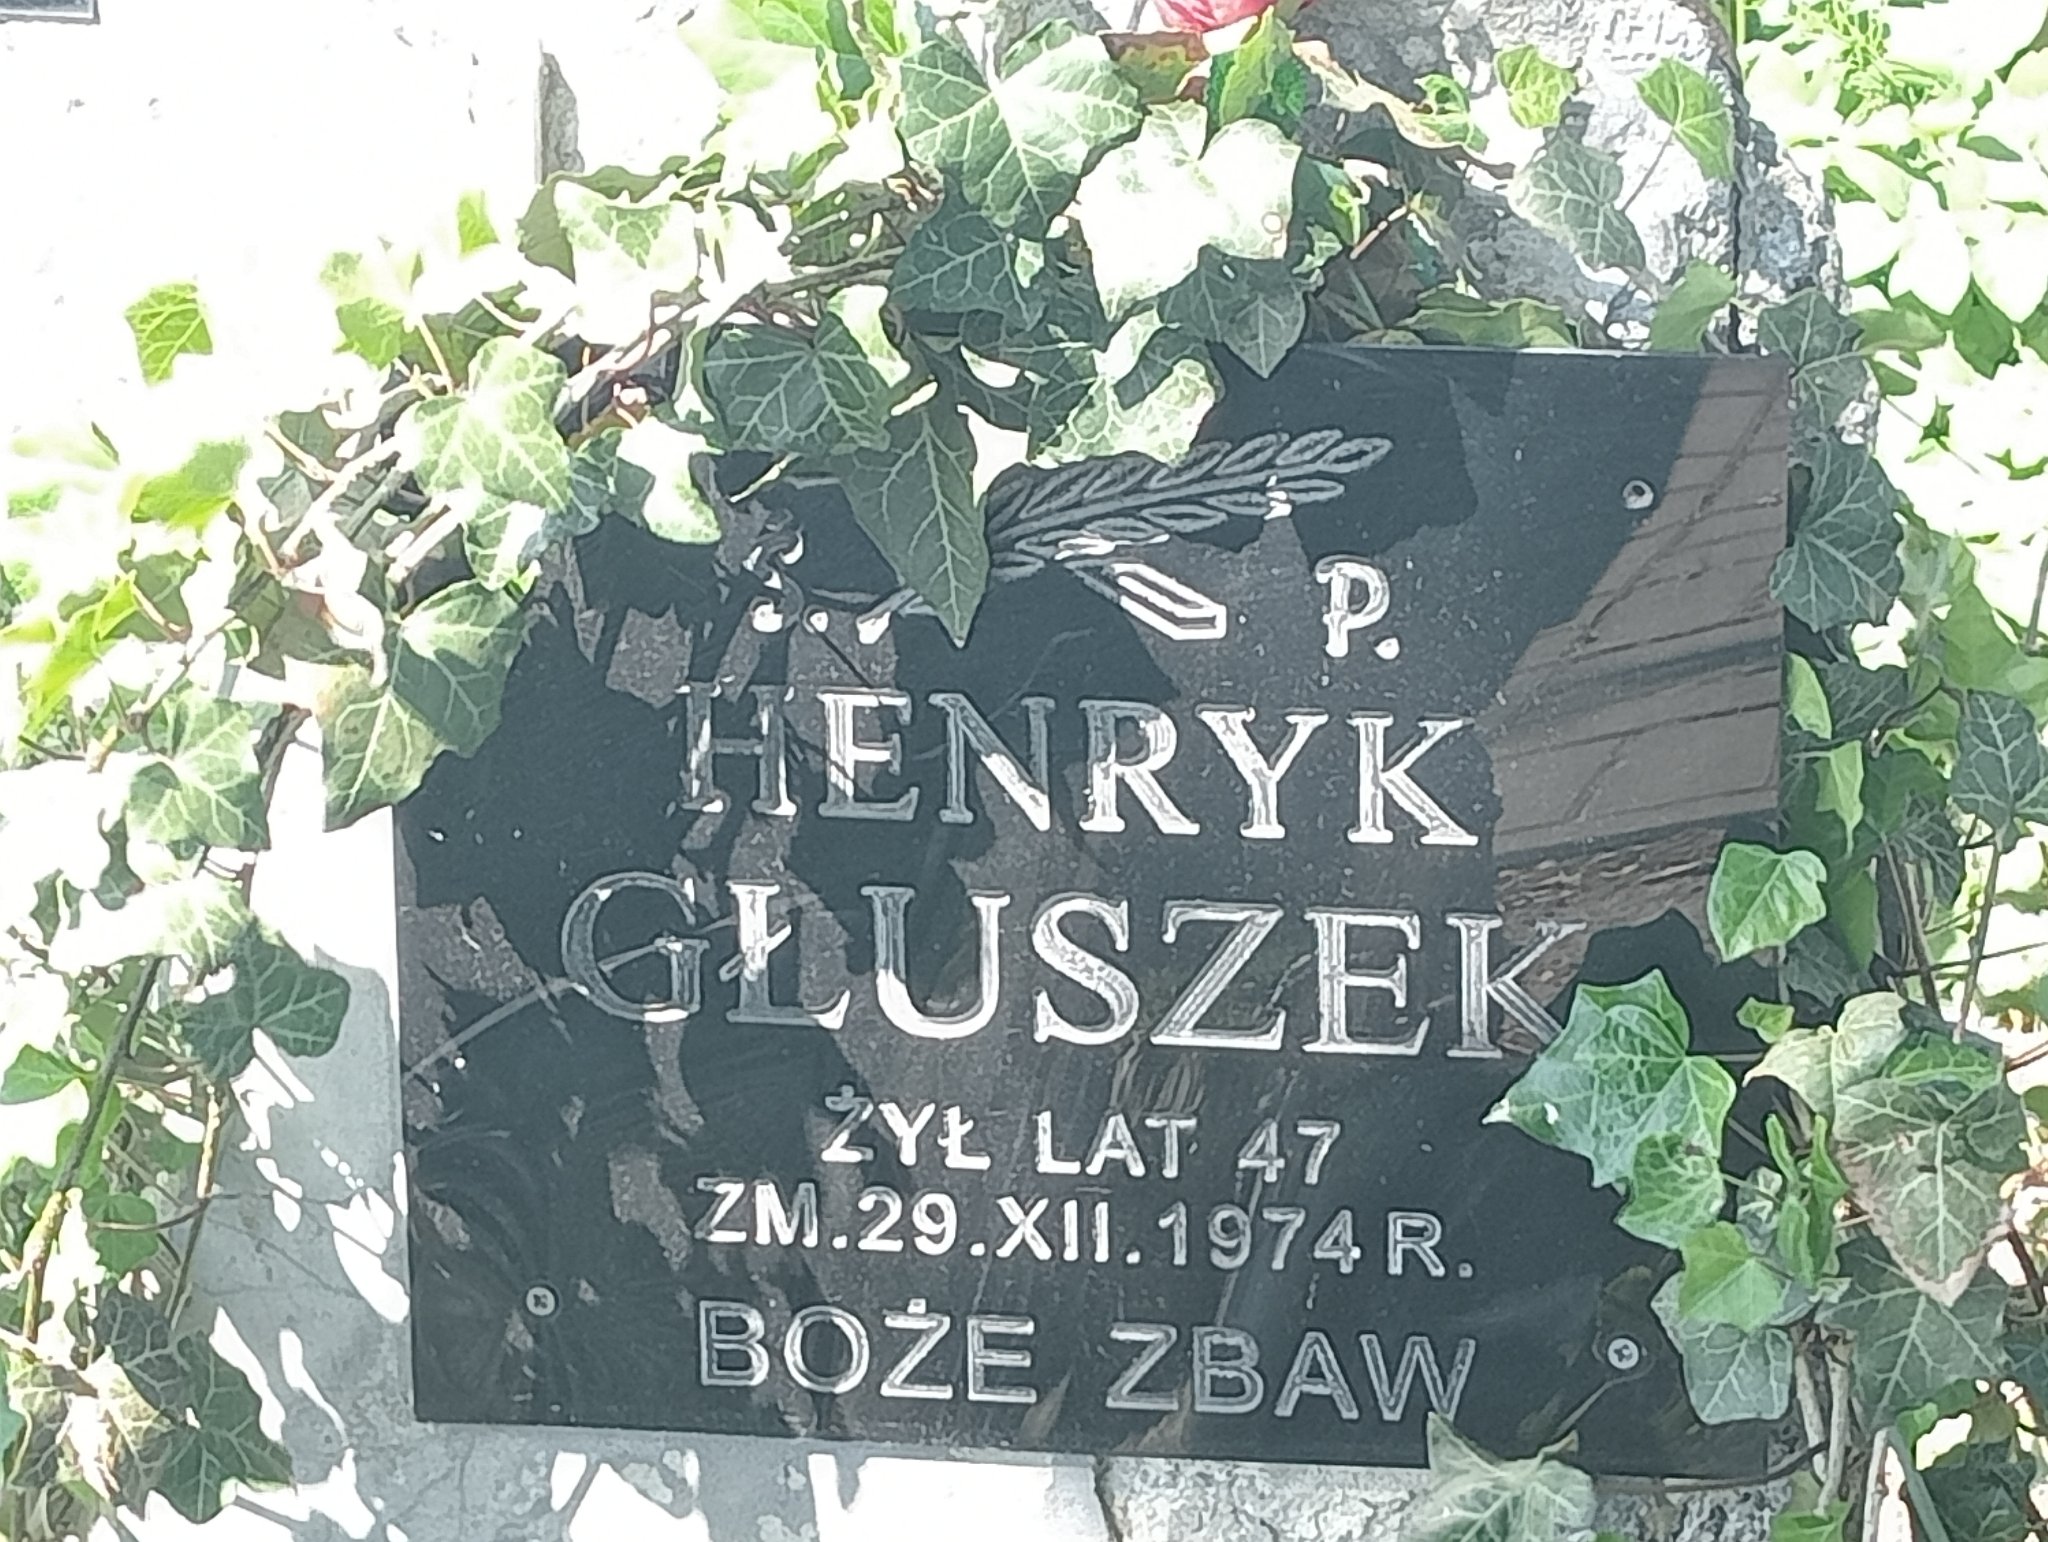 Ś. P.
HENRYK
GŁUSZEK
ŻYŁ LAT 47
ZM. 29. XII. 1974 R.
BOŻE ZBAW